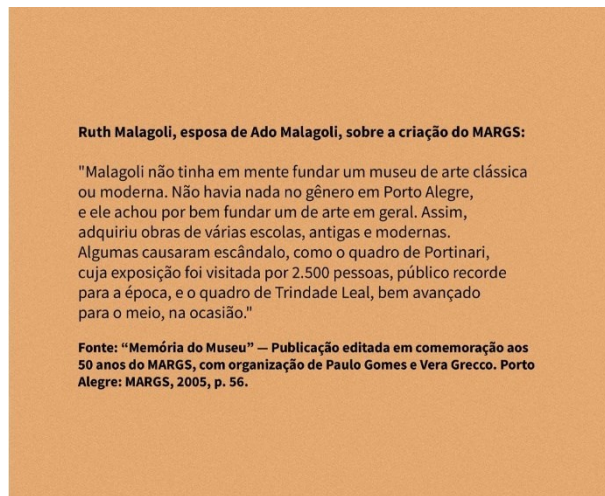 Ruth Malagoli, esposa de Ado Malagoli, sobre a criação do MARGS:
"Malagoli não tinha em mente fundar um museu de arte clássica
ou moderna. Não havia nada no gênero em Porto Alegre,
e ele achou por bem fundar um de arte em geral. Assim,
adquiriu obras de várias escolas, antigas e modernas.
Algumas causaram escândalo, como o quadro de Portinari,
cuja exposição foi visitada por 2.500 pessoas, público recorde
para a época, e o quadro de Trindade Leal, bem avançado
para o meio, na ocasião."
Fonte: “Memória do Museu” — Publicação editada em comemoração aos
50 anos do MARGS, com organização de Paulo Gomes e Vera Grecco. Porto
Alegre: MARGS, 2005, p. 56.